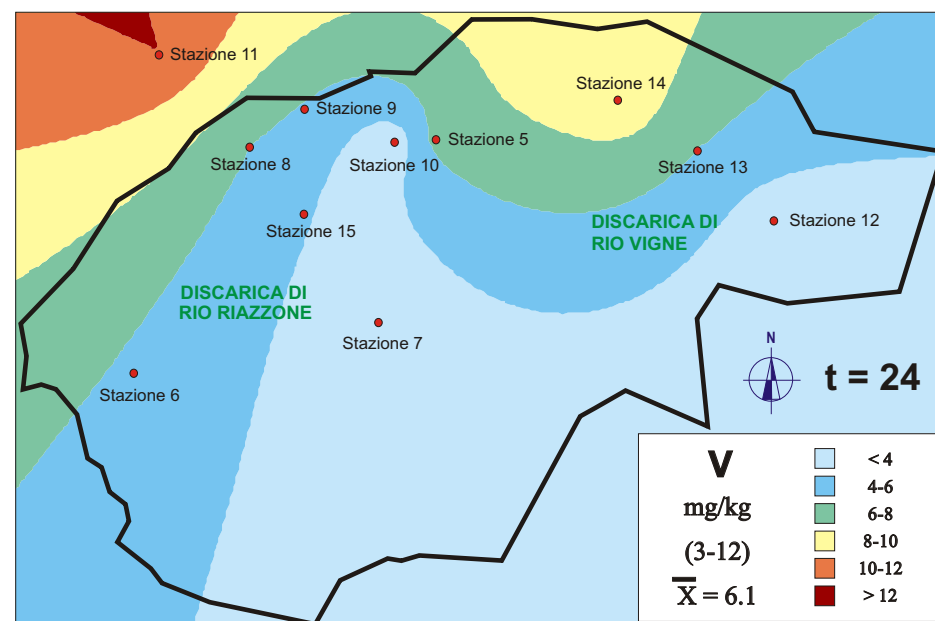 Stazione 11
Stazione 14
Stazione 9
Stazione 5
Stazione 8
Stazione 10
Stazione 13
DISCARICA DI
RIO VIGNE
Stazione 12
Stazione 15
DISCARICA DI
RIO RIAZZONE
Stazione 7
Stazione 6
N
t = 24
V
mg/kg
(3-12)
X̅ = 6.1
< 4
4-6
6-8
8-10
10-12
> 12